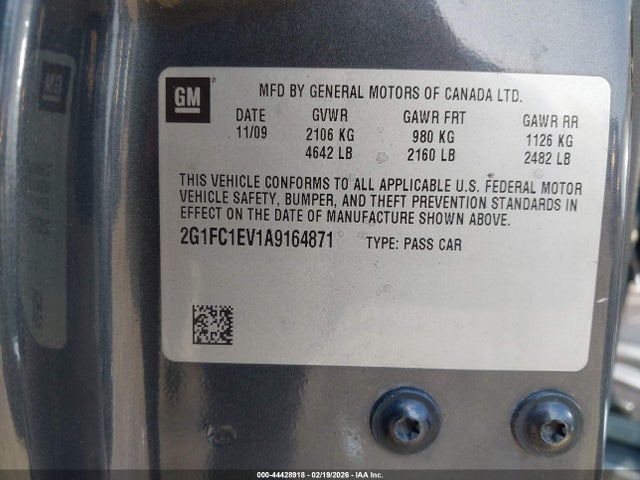 GM
MFD BY GENERAL MOTORS OF CANADA LTD.
DATE GVWR GAWR FRT GAWR RR
11/09 2106 KG 980 KG 1126 KG
4642 LB 2160 LB 2482 LB
THIS VEHICLE CONFORMS TO ALL APPLICABLE U.S. FEDERAL MOTOR
VEHICLE SAFETY, BUMPER, AND THEFT PREVENTION STANDARDS IN
EFFECT ON THE DATE OF MANUFACTURE SHOWN ABOVE.
2G1FC1EV1A9164871 TYPE: PASS CAR
000-44428918 - 02/19/2026 - IAA Inc.